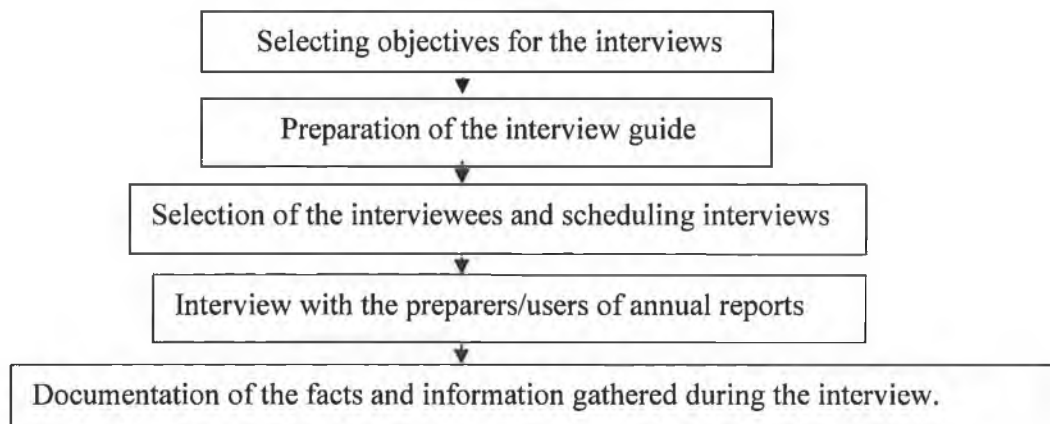 Selecting objectives for the interviews
Preparation of the interview guide
Selection of the interviewees and scheduling interviews
Interview with the preparers/users of annual reports
Documentation of the facts and information gathered during the interview.